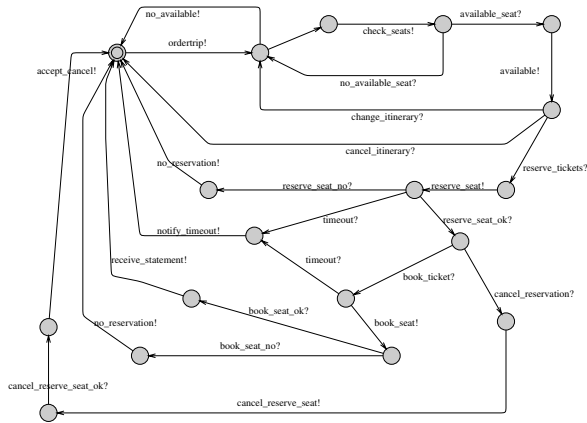 no_available!
available_seat?
ordertrip!
check_seats!
accept_cancel!
available!
no_available_seat?
change_itinerary?
cancel_itinerary?
no_reservation!
reserve_tickets?
reserve_seat_no?
reserve_seat!
timeout?
reserve_seat_ok?
notify_timeout!
receive_statement!
timeout?
book_ticket?
cancel_reservation?
book_seat_ok?
no_reservation!
book_seat!
book_seat_no?
cancel_reserve_seat_ok?
cancel_reserve_seat!